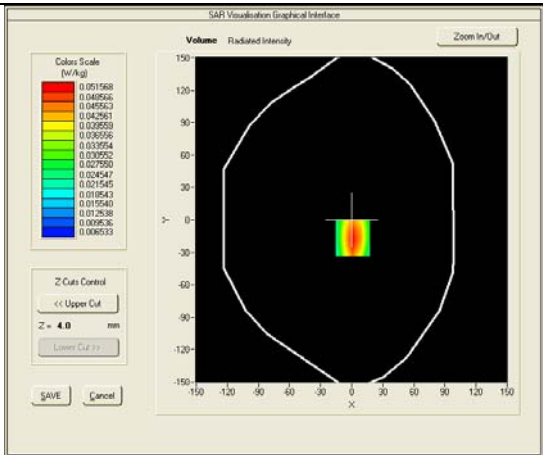 SAR Visualisation Graphical Interface
Volume Radiated Intensity
Zoom In/Out
Colors Scale
(W/kg)
0.051568
0.048566
0.045563
0.042561
0.039559
0.036556
0.033554
0.030552
0.027550
0.024547
0.021545
0.018543
0.015540
0.012538
0.009536
0.006533
Z Cuts Control
<< Upper Cut
Z = 4.0 mm
Lower Cut >>
SAVE Cancel
150
120
90
60
30
Y
0
-30
-60
-90
-120
-150
-150 -120 -90 -60 -30 0 30 60 90 120 150
X